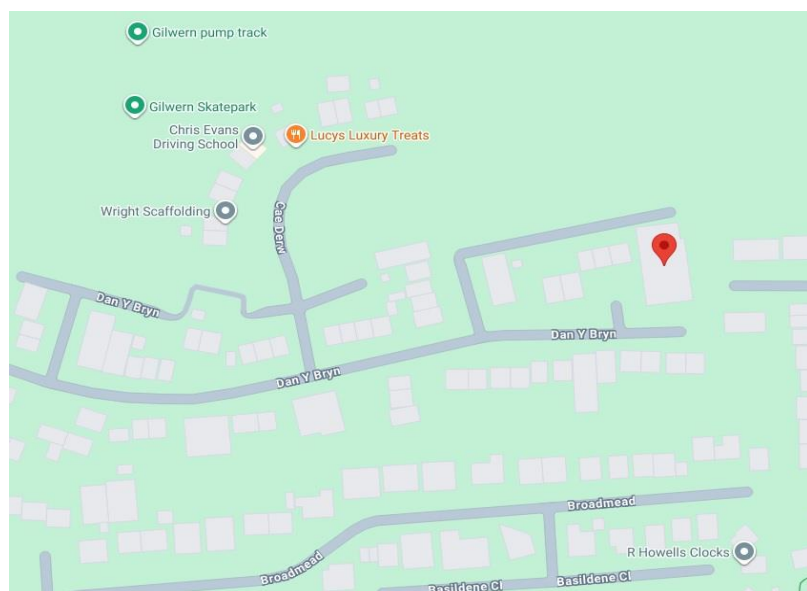 Gilwern pump track
Gilwern Skatepark
Chris Evans
Driving School
Lucys Luxury Treats
Wright Scaffolding
Cae Derw
Dan Y Bryn
Dan Y Bryn
Dan Y Bryn
Broadmead
R Howells Clocks
Broadmead
Basildene Cl
Basildene Cl